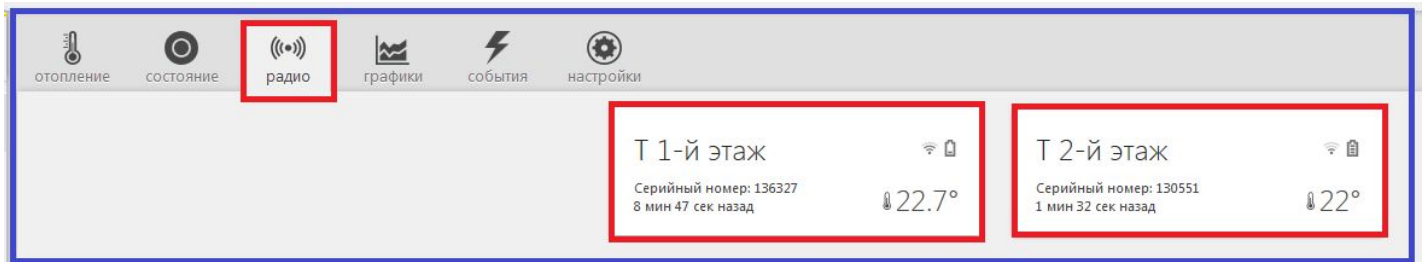 отопление состояние радио графики события настройки
Т 1-й этаж
Серийный номер: 136327
8 мин 47 сек назад
22.7°
Т 2-й этаж
Серийный номер: 130551
1 мин 32 сек назад
22°